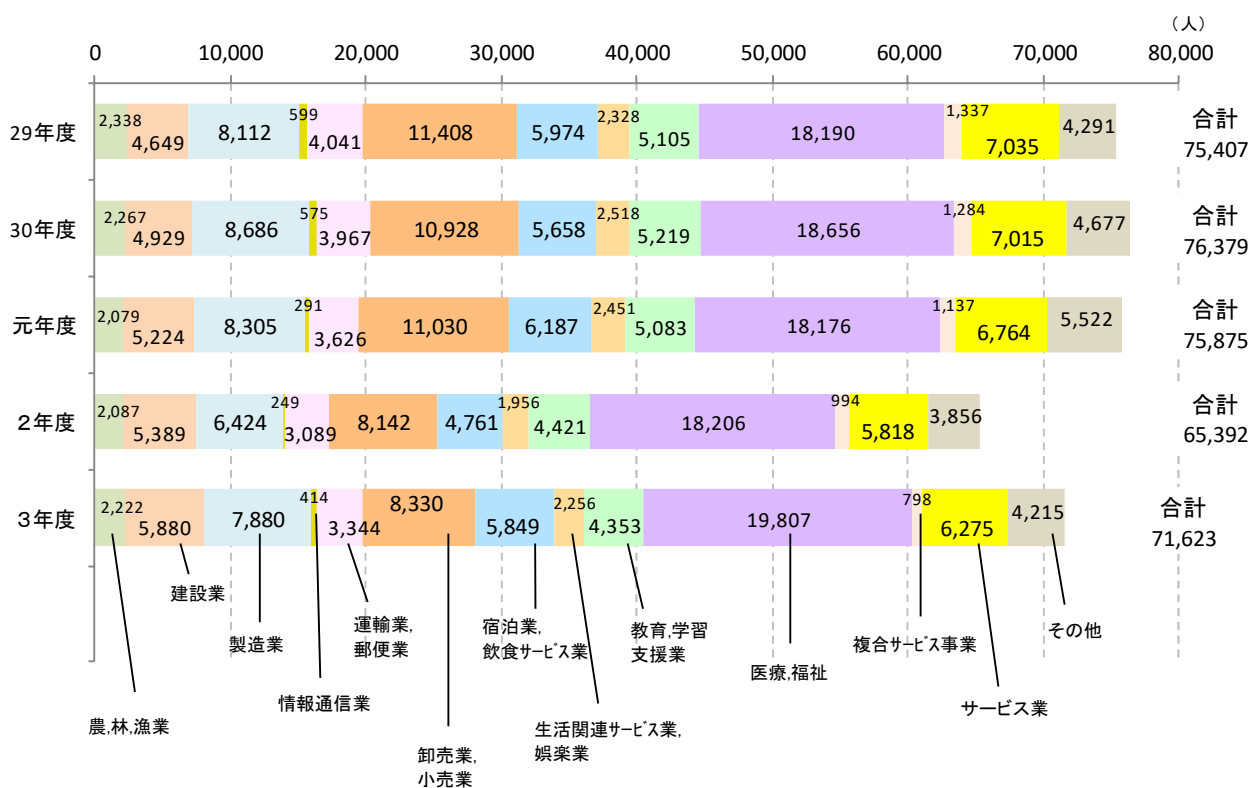 （人）
0 10,000 20,000 30,000 40,000 50,000 60,000 70,000 80,000
29年度 2,338 4,649 8,112 599 4,041 11,408 5,974 2,328 5,105 18,190 1,337 7,035 4,291 合計
75,407
30年度 2,267 4,929 8,686 575 3,967 10,928 5,658 2,518 5,219 18,656 1,284 7,015 4,677 合計
76,379
元年度 2,079 5,224 8,305 291 3,626 11,030 6,187 2,451 5,083 18,176 1,137 6,764 5,522 合計
75,875
２年度 2,087 5,389 6,424 249 3,089 8,142 4,761 1,956 4,421 18,206 994 5,818 3,856 合計
65,392
３年度 2,222 5,880 7,880 414 3,344 8,330 5,849 2,256 4,353 19,807 798 6,275 4,215 合計
71,623
農,林,漁業
建設業
製造業
情報通信業
運輸業,
郵便業
卸売業,
小売業
宿泊業,
飲食サービス業
生活関連サービス業,
娯楽業
教育,学習
支援業
医療,福祉
複合サービス事業
サービス業
その他